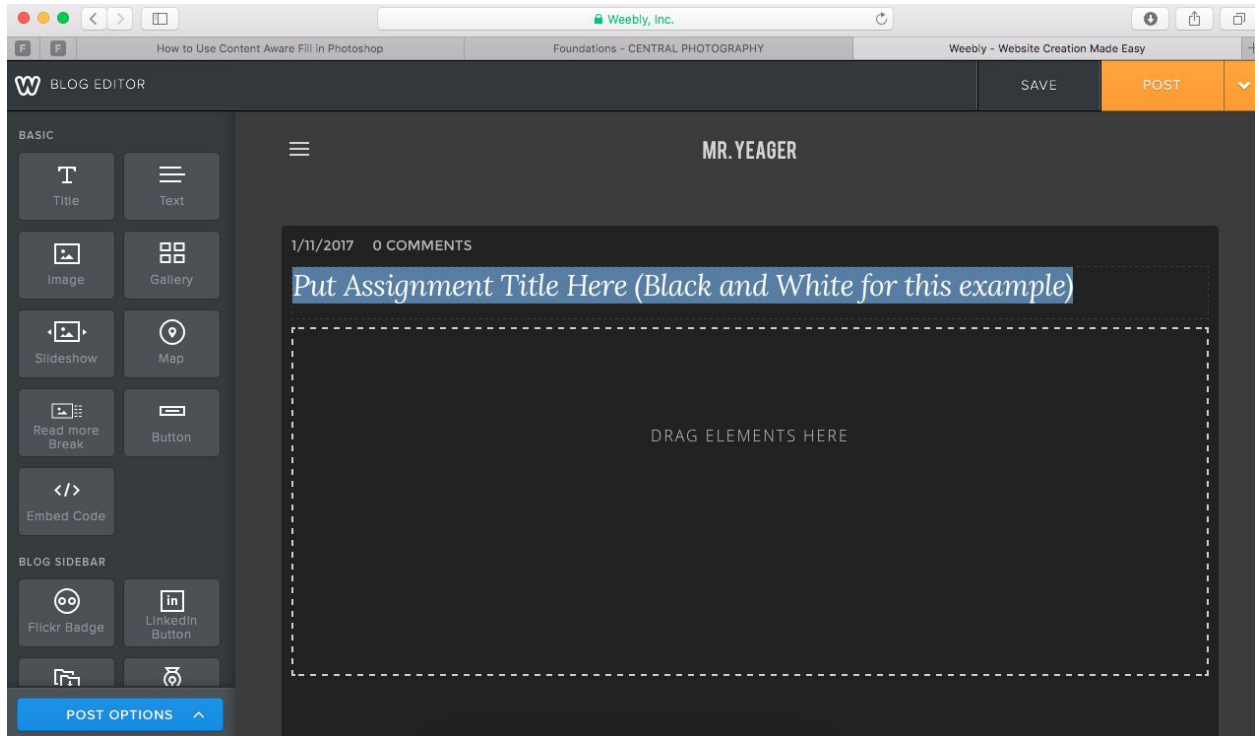 Weebly, Inc.
F F How to Use Content Aware Fill in Photoshop Foundations - CENTRAL PHOTOGRAPHY Weebly - Website Creation Made Easy
BLOG EDITOR SAVE POST
BASIC
MR.YEAGER
Title Text
1/11/2017 0 COMMENTS
Put Assignment Title Here (Black and White for this example)
Image Gallery
Slideshow Map
Read more
Break
Button
DRAG ELEMENTS HERE
</>
Embed Code
BLOG SIDEBAR
Flickr Badge
in
LinkedIn
Button
POST OPTIONS